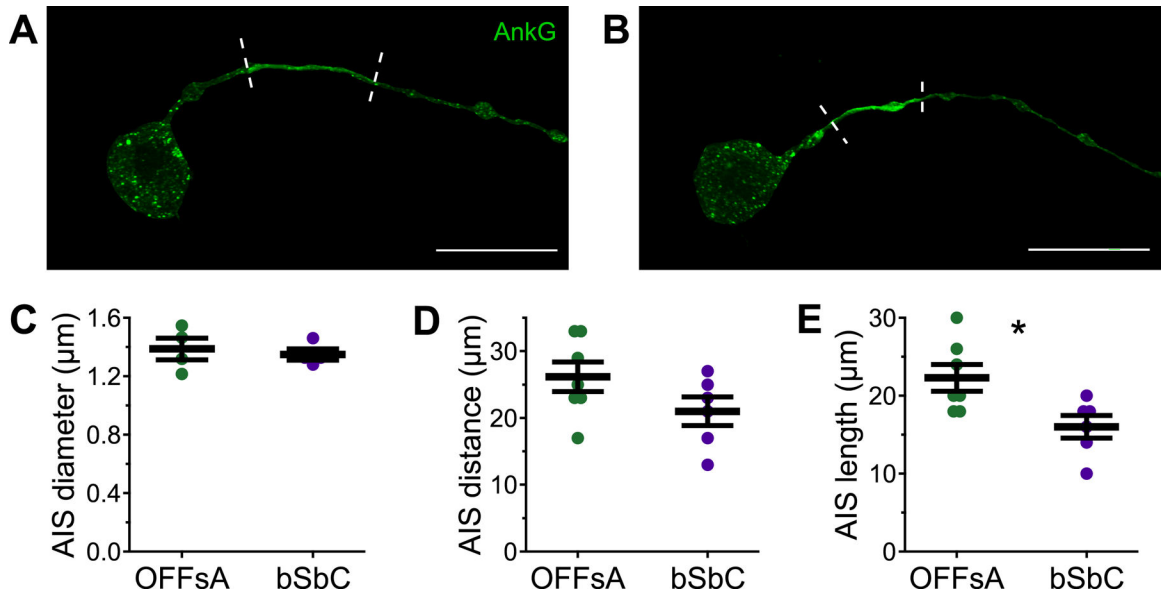 A
AnkG
B
C
AIS diameter (µm)
1.6
1.2
0.8
0.4
0.0
OFFsA bSbC
D
AIS distance (µm)
30
20
10
0
OFFsA bSbC
E
AIS length (µm)
30
20
10
0
*
OFFsA bSbC